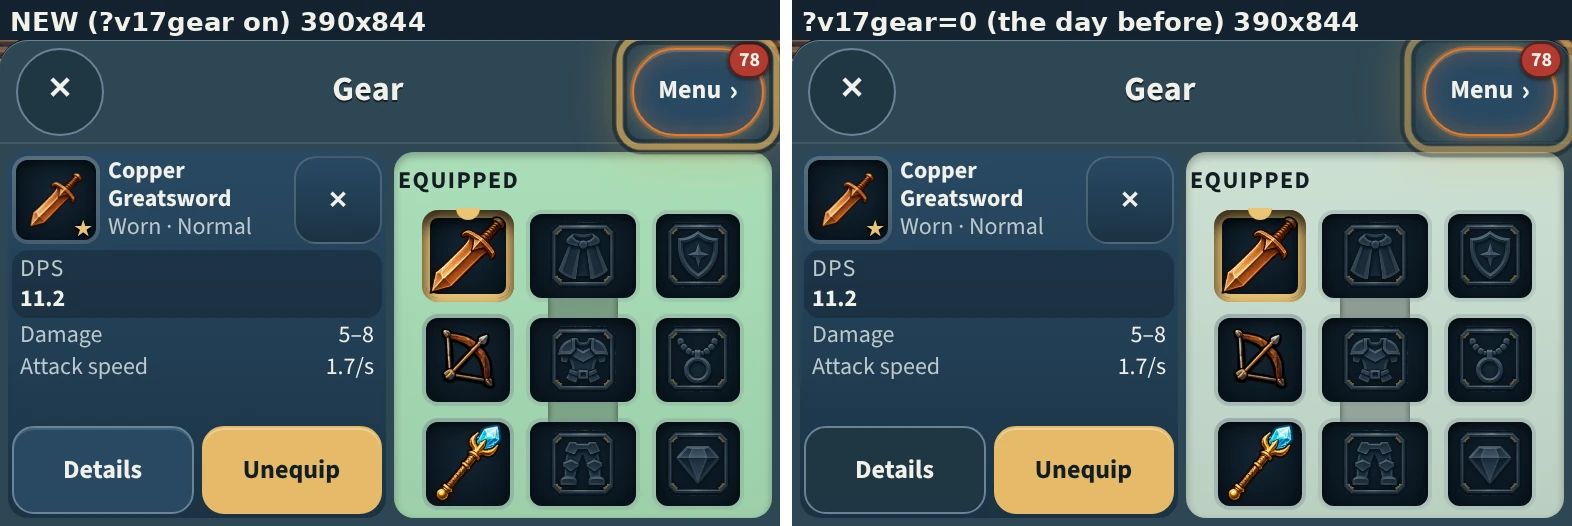 NEW (?v17gear on) 390x844
×
Gear
Menu ›
78
Copper
Greatsword
Worn · Normal
×
DPS
11.2
Damage 5–8
Attack speed 1.7/s
Details
Unequip
EQUIPPED
?v17gear=0 (the day before) 390x844
×
Gear
Menu ›
78
Copper
Greatsword
Worn · Normal
×
DPS
11.2
Damage 5–8
Attack speed 1.7/s
Details
Unequip
EQUIPPED